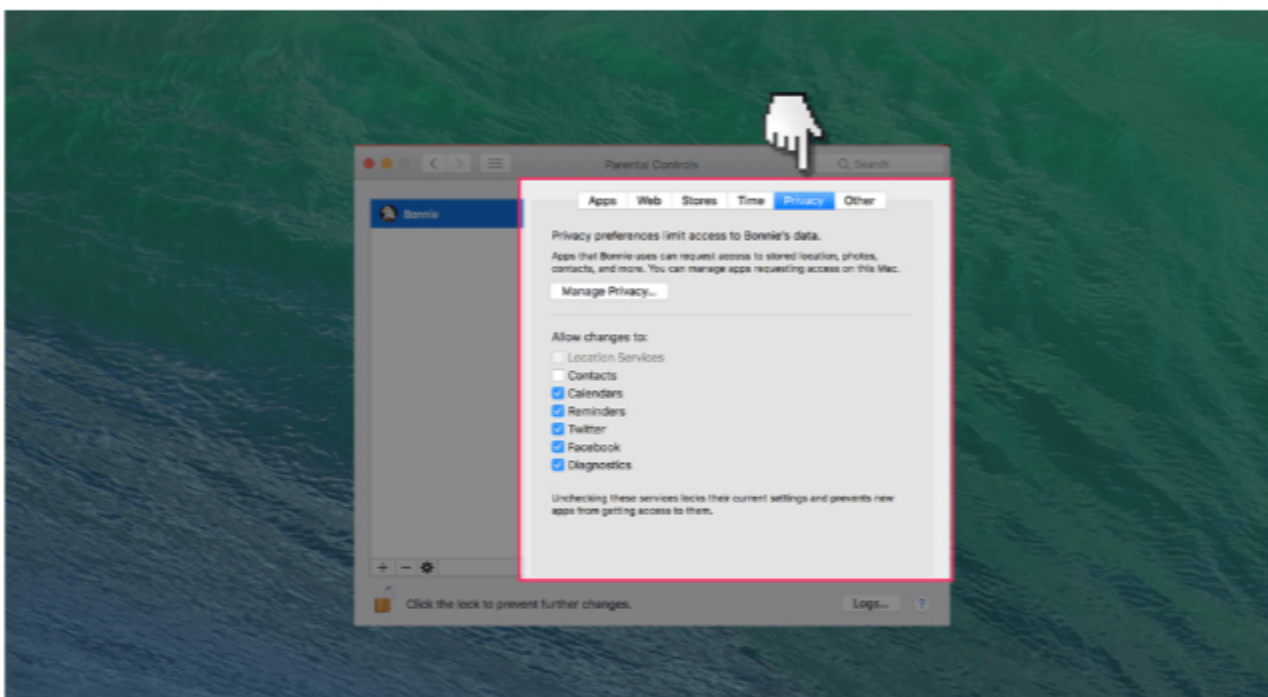 Parental Controls
Search
Bonnie
Apps Web Stores Time Privacy Other
Privacy preferences limit access to Bonnie's data.
Apps that Bonnie uses can request access to stored location, photos,
contacts, and more. You can manage apps requesting access on this Mac.
Manage Privacy...
Allow changes to:
Location Services
Contacts
Calendars
Reminders
Twitter
Facebook
Diagnostics
Unchecking these services locks their current settings and prevents new
apps from getting access to them.
Click the lock to prevent further changes.
Logs...
?